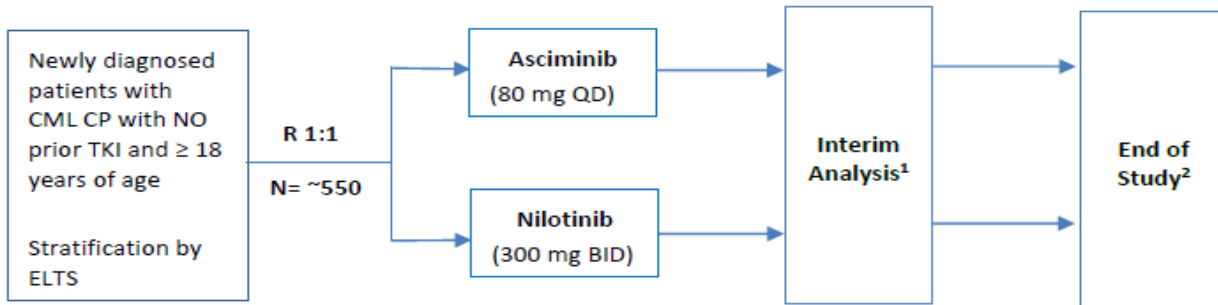 Newly diagnosed
patients with
CML CP with NO
prior TKI and ≥ 18
years of age
Stratification by
ELTS
R 1:1
N= ~550
Asciminib
(80 mg QD)
Nilotinib
(300 mg BID)
Interim
Analysis¹
End of
Study²